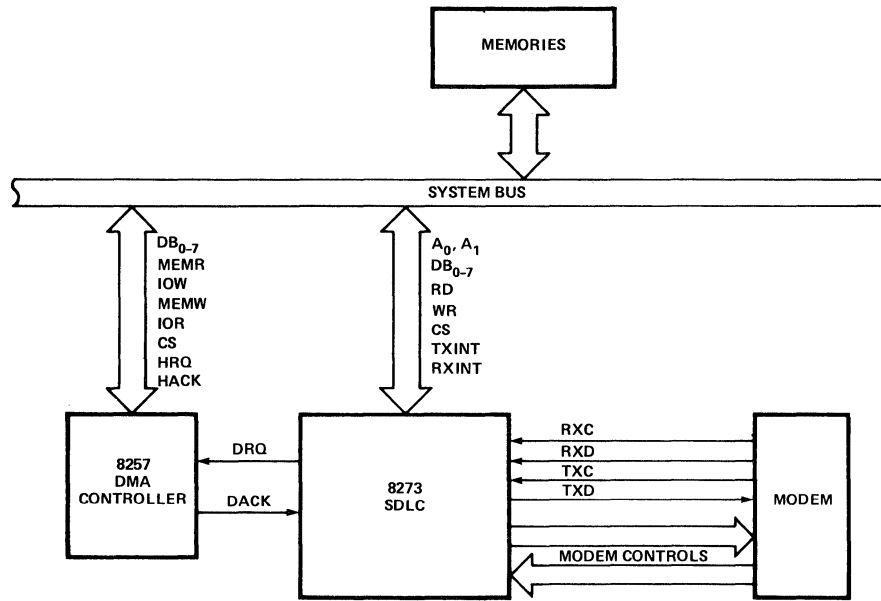 MEMORIES
SYSTEM BUS
DB0–7
MEMR
IOW
MEMW
IOR
CS
HRQ
HACK
A0, A1
DB0–7
RD
WR
CS
TXINT
RXINT
8257
DMA
CONTROLLER
DRQ
DACK
8273
SDLC
RXC
RXD
TXC
TXD
MODEM CONTROLS
MODEM